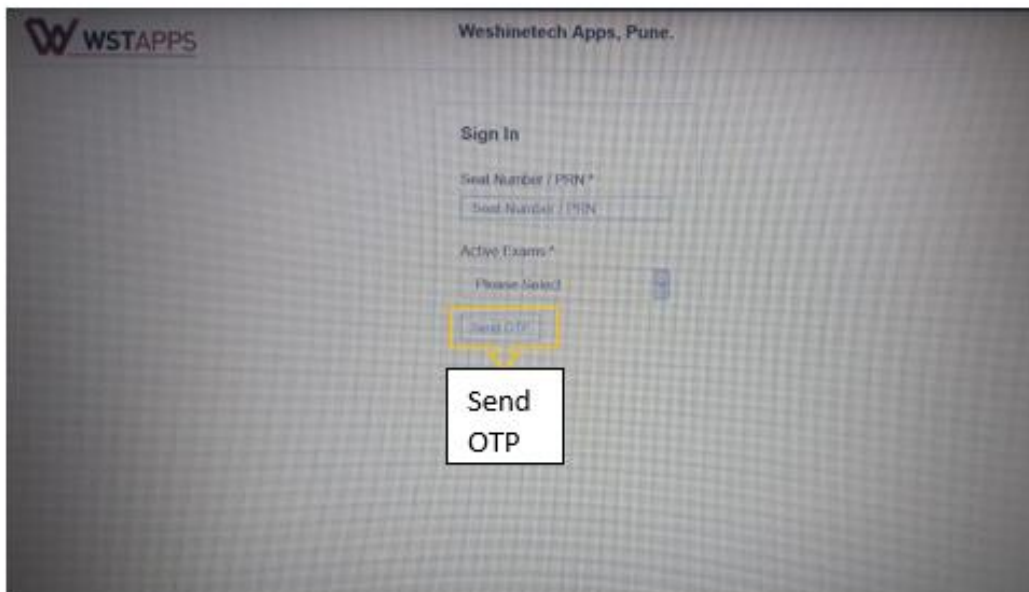 WSTAPPS
Weshinetech Apps, Pune.
Sign In
Seat Number / PRN *
Seat Number / PRN
Active Exams *
Please Select
Send OTP
Send
OTP